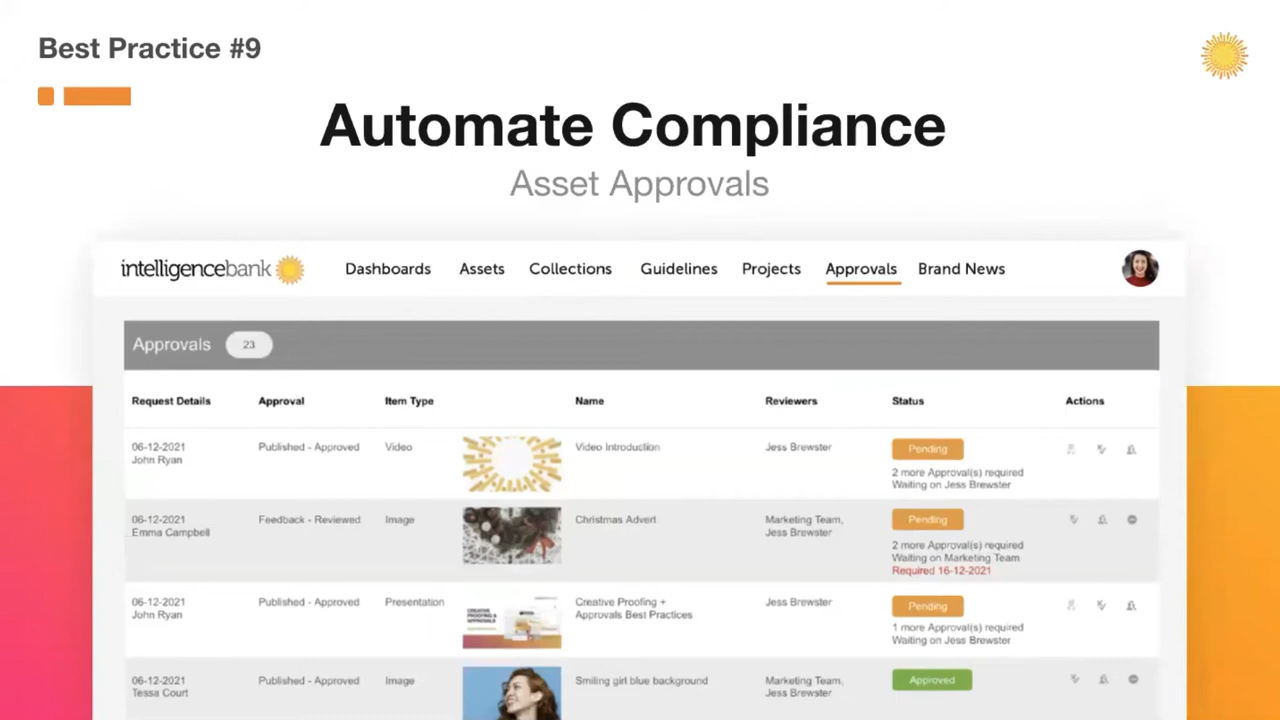 Best Practice #9
Automate Compliance
Asset Approvals
intelligencebank Dashboards Assets Collections Guidelines Projects Approvals Brand News
Approvals 23
Request Details Approval Item Type Name Reviewers Status Actions
06-12-2021 Published - Approved Video Video Introduction Jess Brewster Pending
John Ryan
2 more Approval(s) required
Waiting on Jess Brewster
06-12-2021 Feedback - Reviewed Image Christmas Advert Marketing Team, Pending
Emma Campbell Jess Brewster
2 more Approval(s) required
Waiting on Marketing Team
Required 16-12-2021
06-12-2021 Published - Approved Presentation Creative Proofing + Jess Brewster Pending
John Ryan Approvals Best Practices
CREATIVE
PROOFING &
APPROVALS
1 more Approval(s) required
Waiting on Jess Brewster
06-12-2021 Published - Approved Image Smiling girl blue background Marketing Team, Approved
Tessa Court Jess Brewster